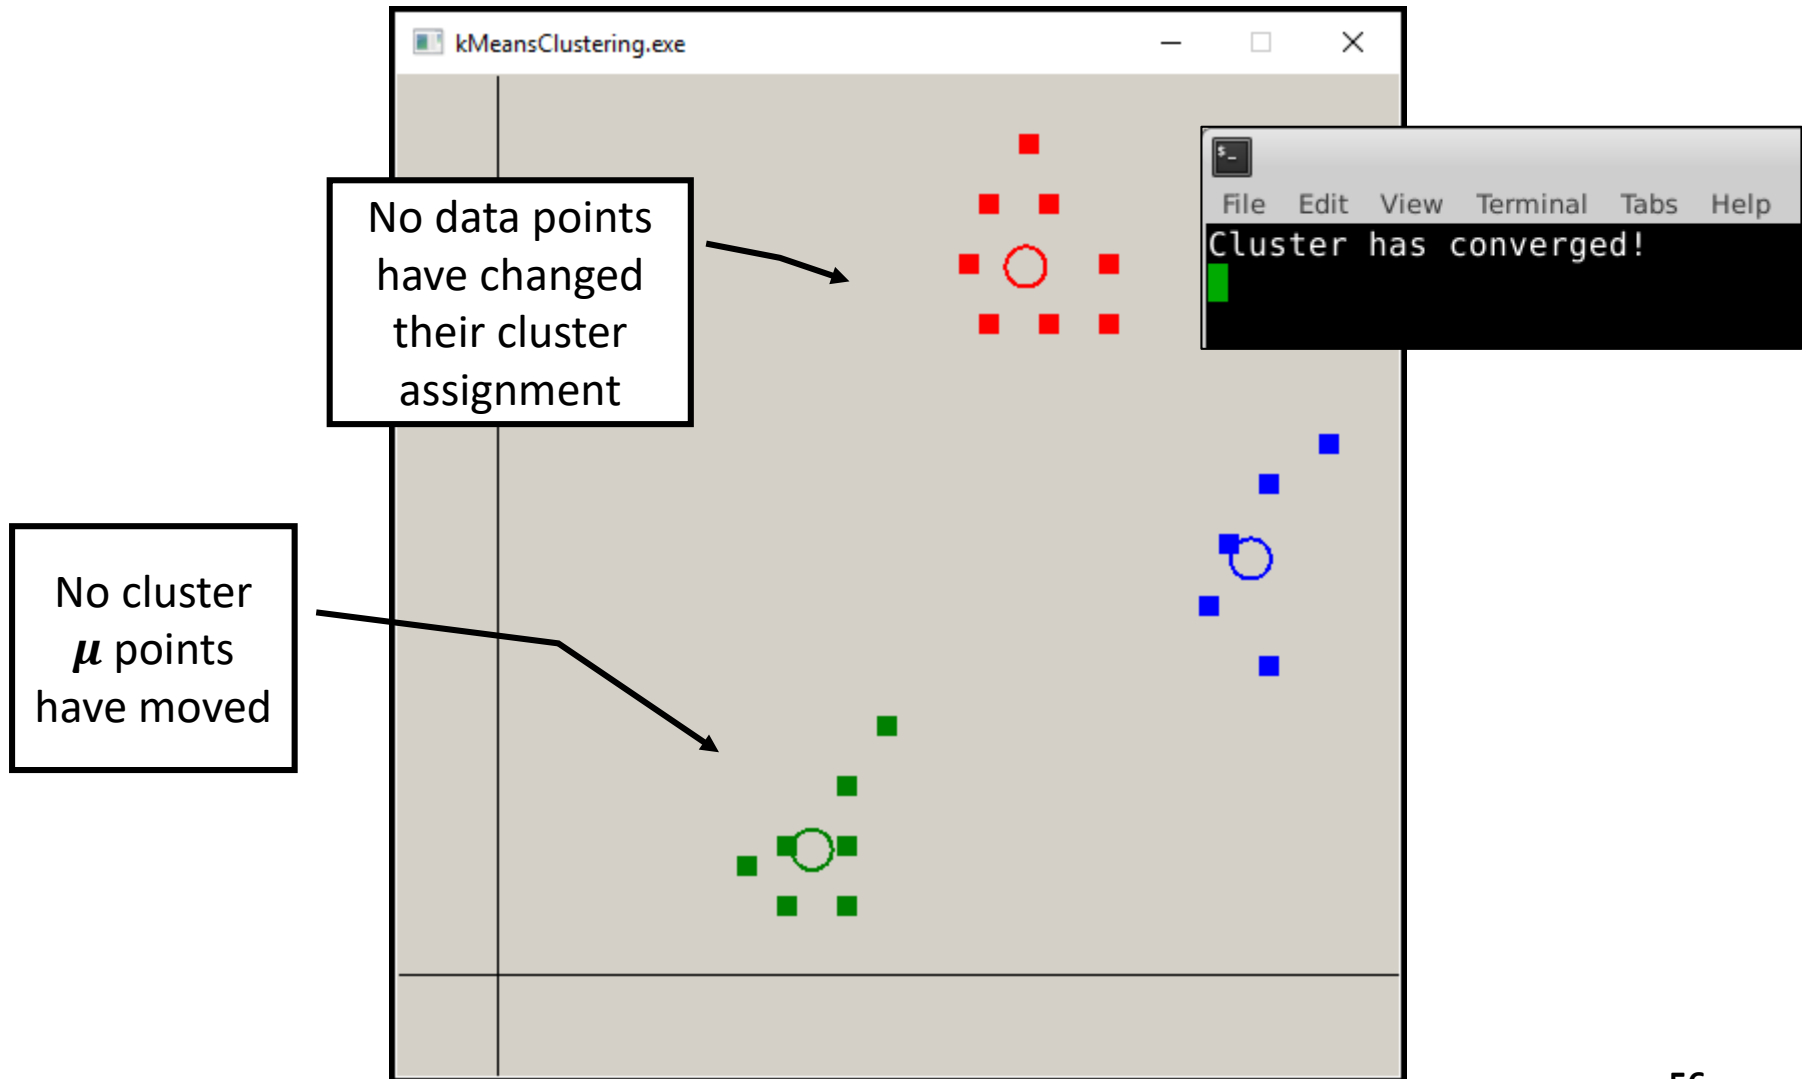 kMeansClustering.exe
No data points
have changed
their cluster
assignment
File Edit View Terminal Tabs Help
Cluster has converged!
No cluster
μ points
have moved